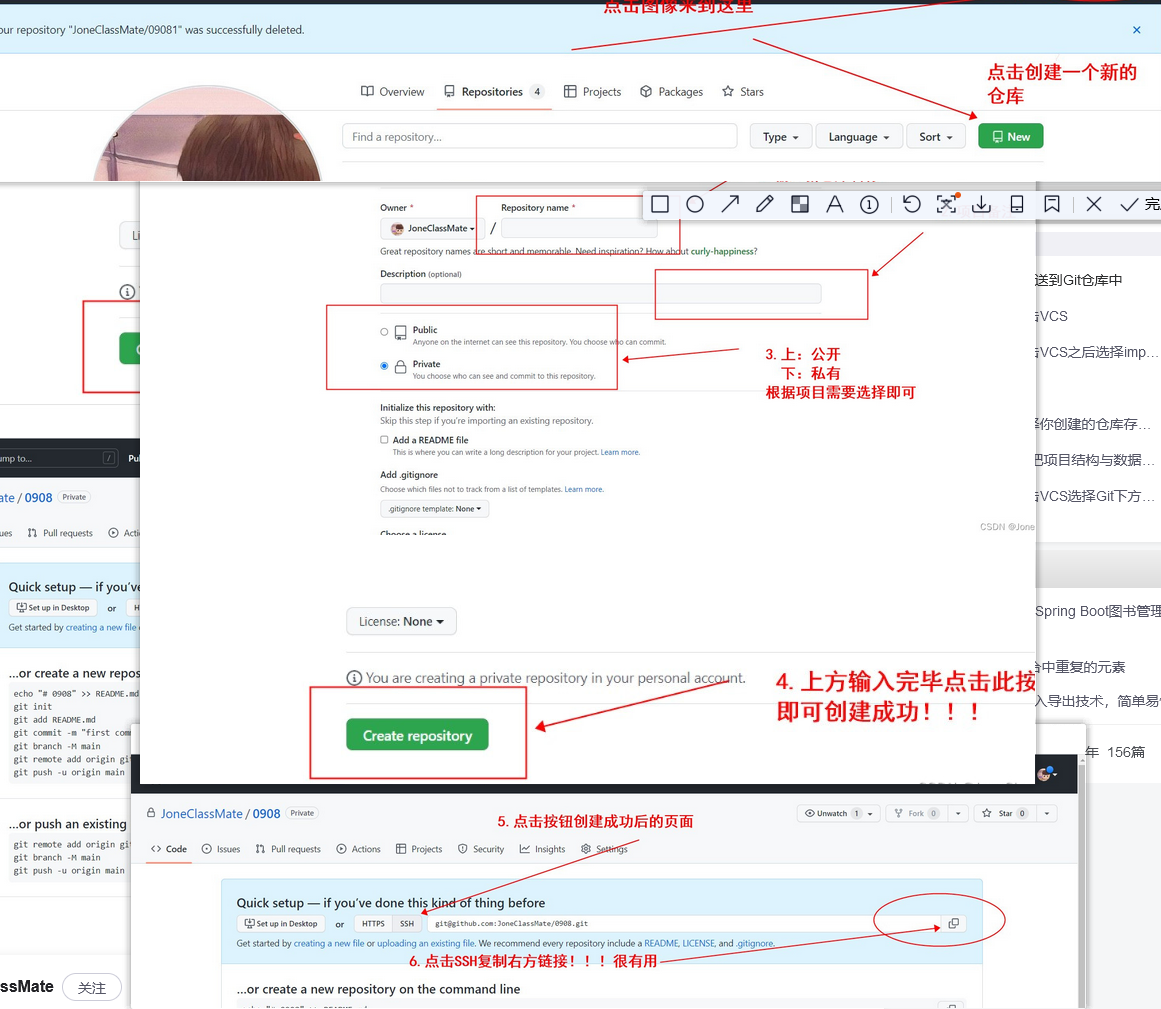 点击图像来到这里
our repository "JoneClassMate/09081" was successfully deleted.
点击创建一个新的
仓库
Overview Repositories 4 Projects Packages Stars
Find a repository...
Type Language Sort New
Owner * Repository name *
JoneClassMate /
Great repository names are short and memorable. Need inspiration? How about curly-happiness?
Description (optional)
Public
Anyone on the internet can see this repository. You choose who can commit.
Private
You choose who can see and commit to this repository.
3. 上：公开
下：私有
根据项目需要选择即可
Initialize this repository with:
Skip this step if you're importing an existing repository.
Add a README file
This is where you can write a long description for your project. Learn more.
Add .gitignore
Choose which files not to track from a list of templates. Learn more.
.gitignore template: None
Choose a license
CSDN @Jone
License: None
You are creating a private repository in your personal account.
4. 上方输入完毕点击此按
即可创建成功！！！
Create repository
完
送到Git仓库中
击VCS
击VCS之后选择imp...
择你创建的仓库存...
把项目结构与数据...
击VCS选择Git下方...
Spring Boot图书管理
合中重复的元素
入导出技术，简单易
年 156篇
Li
ump to... / Pu
ate / 0908 Private
ues Pull requests Acti
Quick setup — if you've
Set up in Desktop or H
Get started by creating a new file
...or create a new repos
echo "# 0908" >> README.md
git init
git add README.md
git commit -m "first com
git branch -M main
git remote add origin git
git push -u origin main
...or push an existing
git remote add origin git
git branch -M main
git push -u origin main
ssMate 关注
JoneClassMate / 0908 Private
Unwatch 1 Fork 0 Star 0
5. 点击按钮创建成功后的页面
Code Issues Pull requests Actions Projects Security Insights Settings
Quick setup — if you've done this kind of thing before
Set up in Desktop or HTTPS SSH git@github.com:JoneClassMate/0908.git
Get started by creating a new file or uploading an existing file. We recommend every repository include a README, LICENSE, and .gitignore.
6. 点击SSH复制右方链接！！！很有用
...or create a new repository on the command line